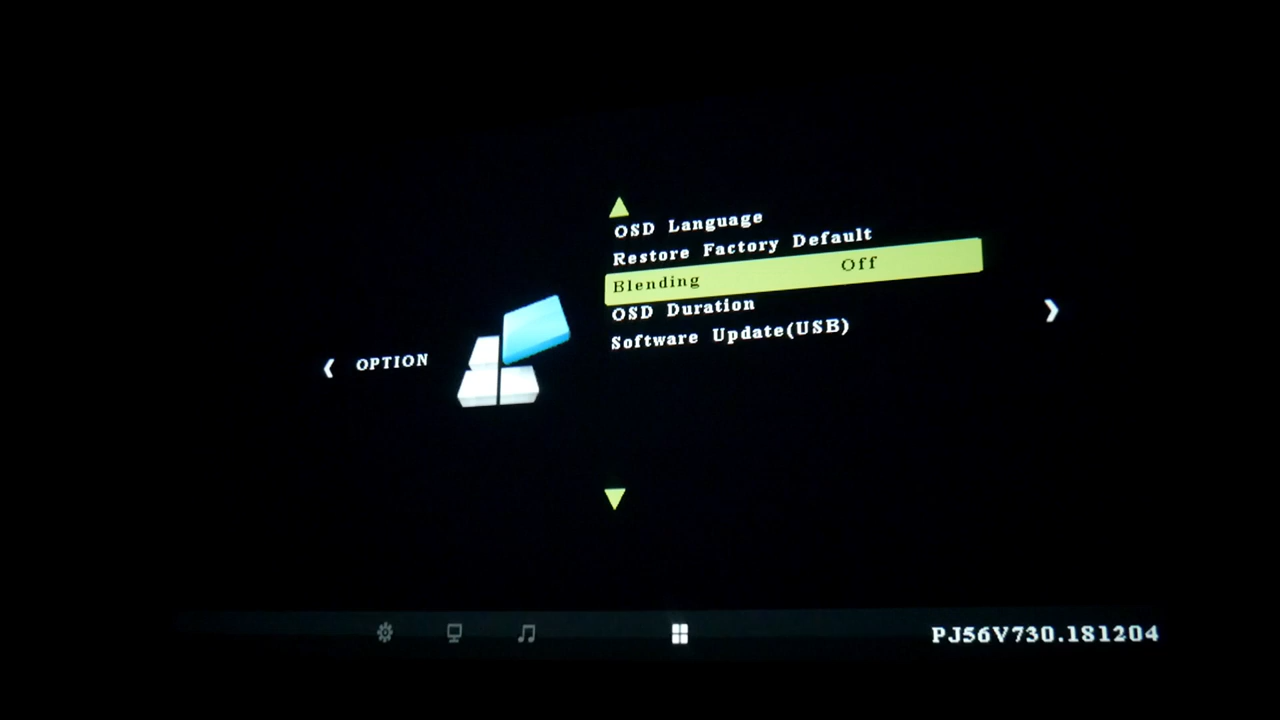 OSD Language
Restore Factory Default
Blending Off
OSD Duration
Software Update(USB)
OPTION
PJ56V730.181204